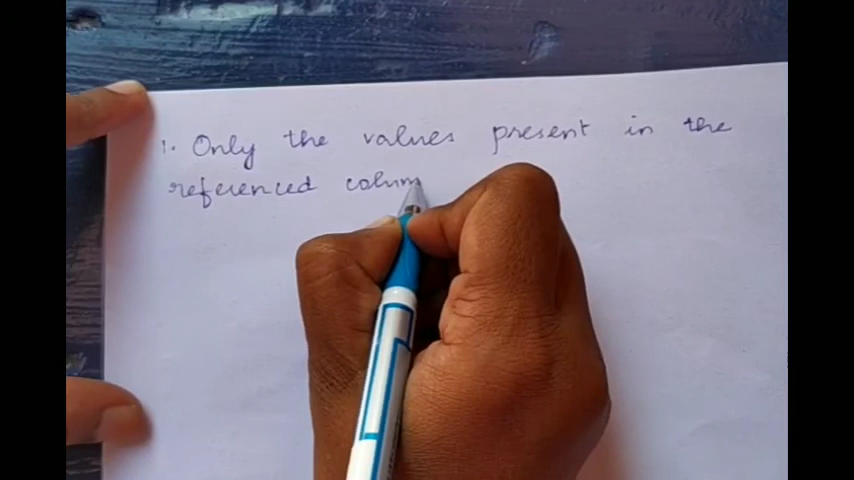 1. Only the values present in the
referenced colum